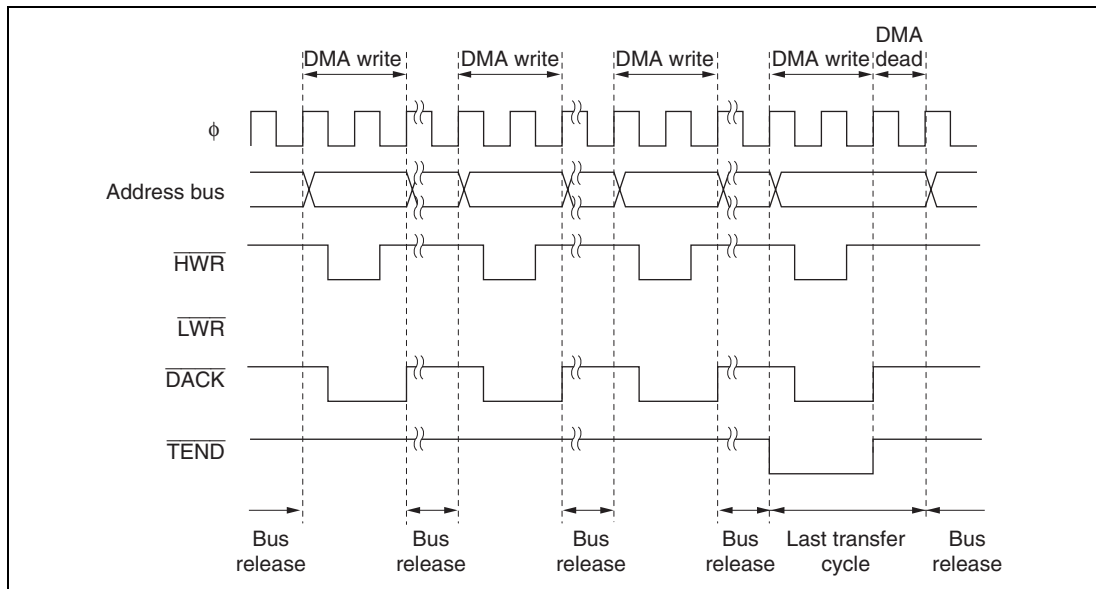 DMA
DMA write DMA write DMA write DMA write dead
φ
Address bus
HWR
LWR
DACK
TEND
Bus Bus Bus Bus Last transfer Bus
release release release release cycle release